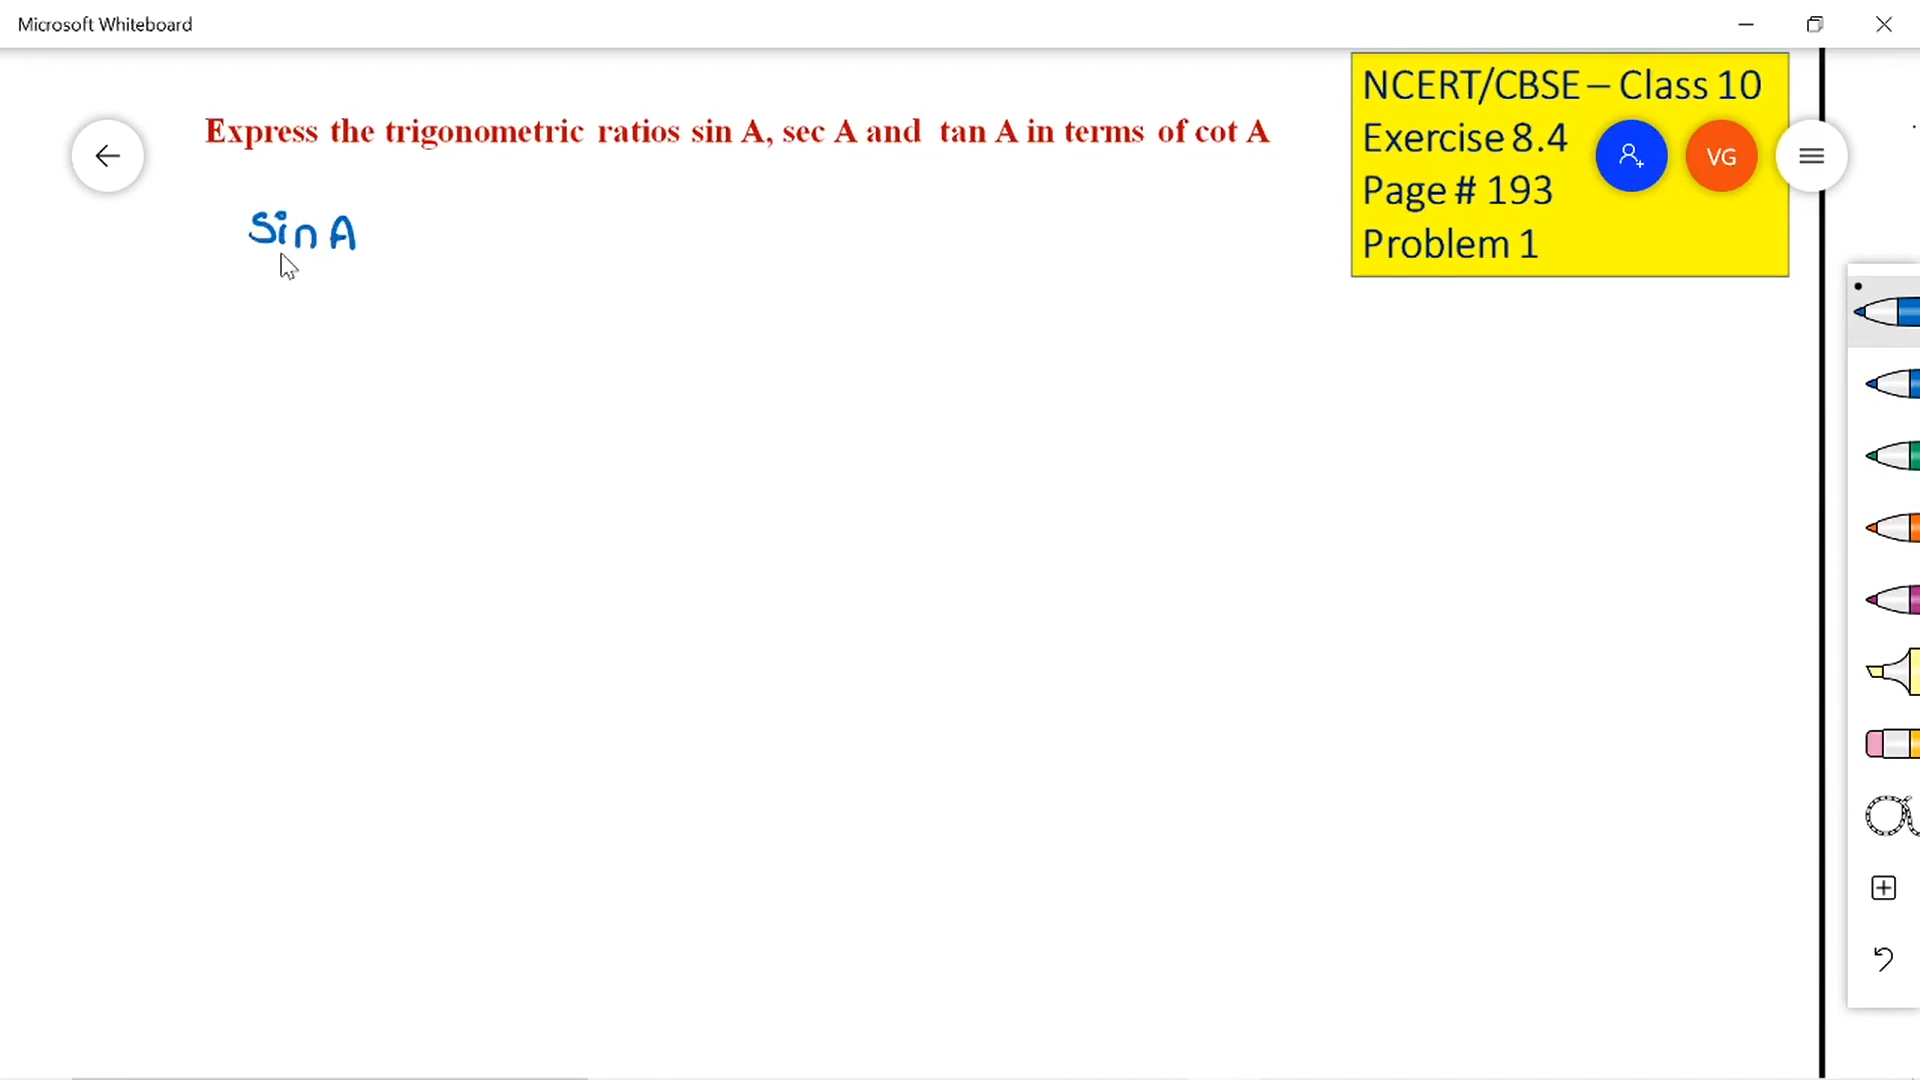 Microsoft Whiteboard
NCERT/CBSE – Class 10
Express the trigonometric ratios sin A, sec A and tan A in terms of cot A
Exercise 8.4
VG
Page # 193
sin A
Problem 1